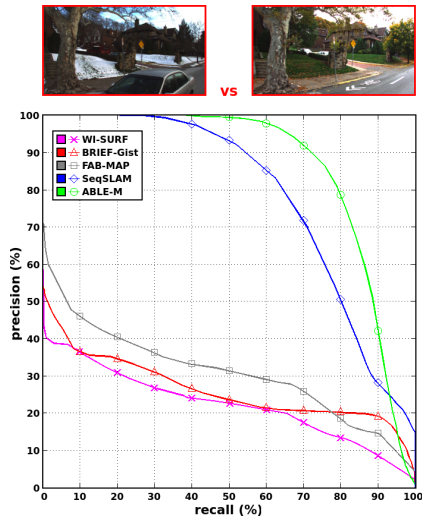 vs
100
90
80
70
60
50
40
30
20
10
0
precision (%)
WI-SURF
BRIEF-Gist
FAB-MAP
SeqSLAM
ABLE-M
0 10 20 30 40 50 60 70 80 90 100
recall (%)